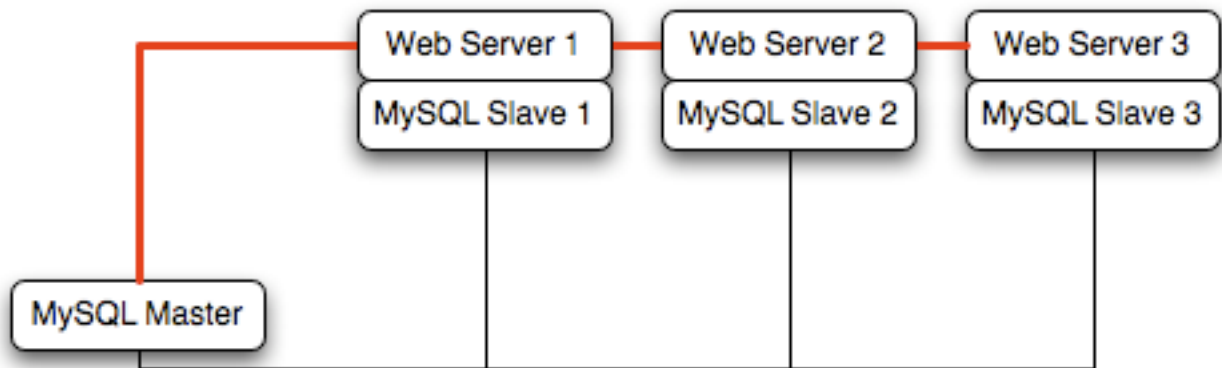 Web Server 1
Web Server 2
Web Server 3
MySQL Slave 1
MySQL Slave 2
MySQL Slave 3
MySQL Master